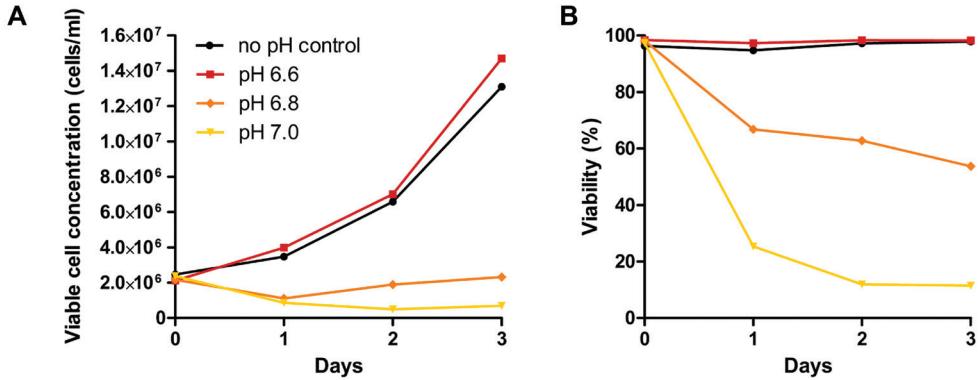 A
Viable cell concentration (cells/ml)
1.6×10⁷
1.4×10⁷
1.2×10⁷
1.0×10⁷
8.0×10⁶
6.0×10⁶
4.0×10⁶
2.0×10⁶
0
0 1 2 3
Days
no pH control
pH 6.6
pH 6.8
pH 7.0
B
Viability (%)
100
80
60
40
20
0
0 1 2 3
Days